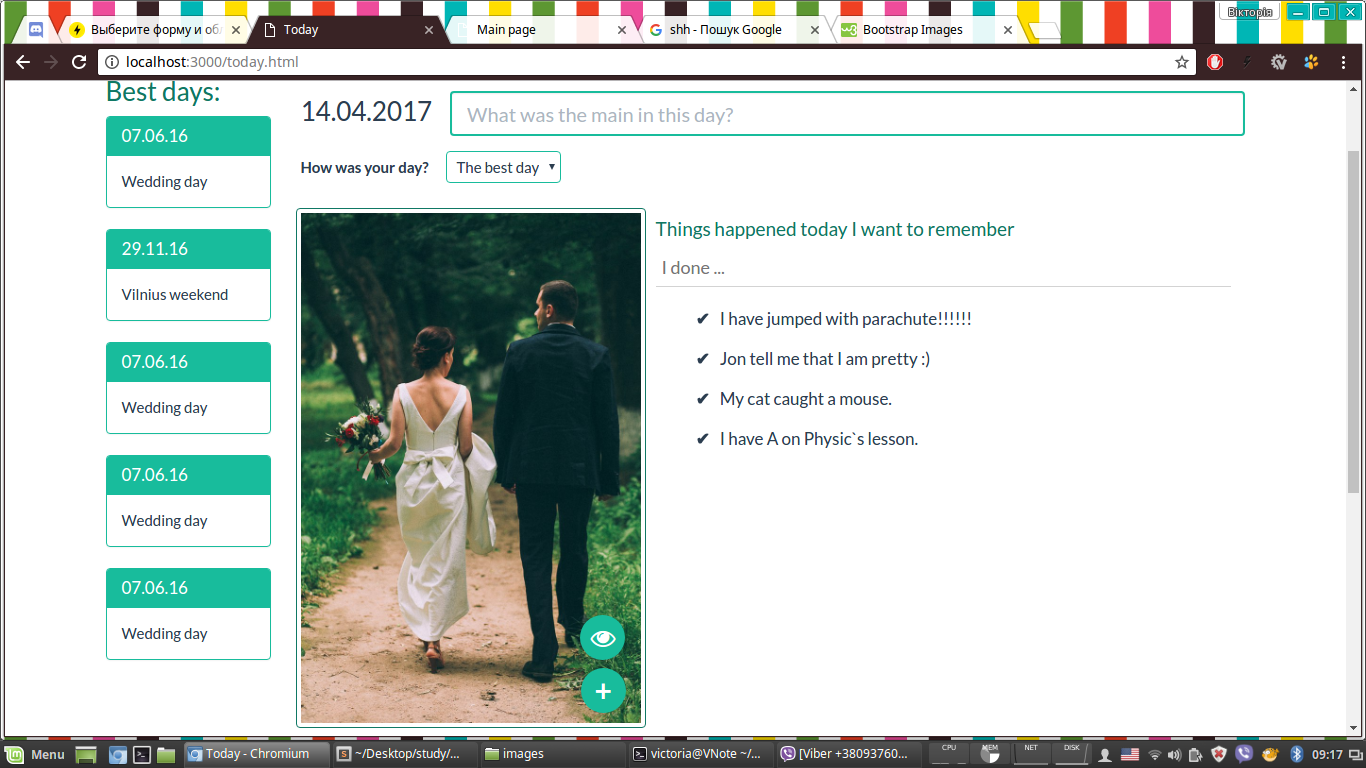 Вікторія
Выберите форму и обл
Today
Main page
shh - Пошук Google
Bootstrap Images
localhost:3000/today.html
Best days:
07.06.16
Wedding day
29.11.16
Vilnius weekend
07.06.16
Wedding day
07.06.16
Wedding day
07.06.16
Wedding day
14.04.2017
What was the main in this day?
How was your day?
The best day
Things happened today I want to remember
I done ...
✔ I have jumped with parachute!!!!!!
✔ Jon tell me that I am pretty :)
✔ My cat caught a mouse.
✔ I have A on Physic`s lesson.
Menu
Today - Chromium
~/Desktop/study/...
images
victoria@VNote ~/...
[Viber +38093760...
CPU
MEM
NET
DISK
09:17